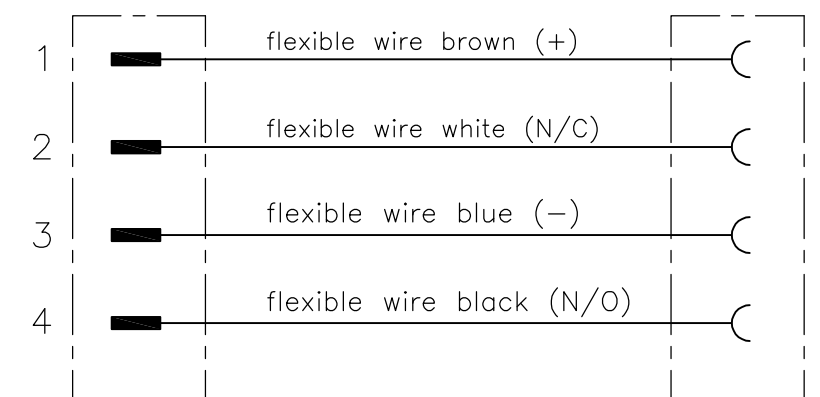 1 flexible wire brown (+)
2 flexible wire white (N/C)
3 flexible wire blue (−)
4 flexible wire black (N/O)